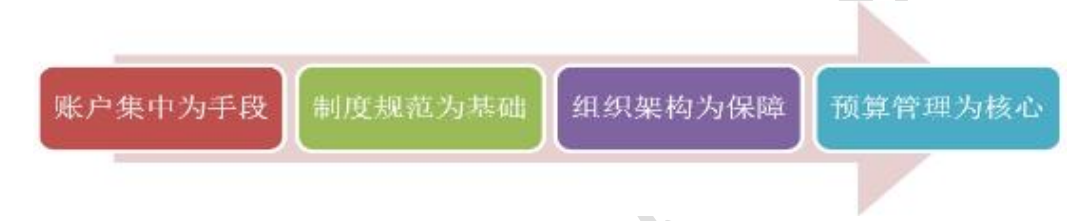 账户集中为手段
制度规范为基础
组织架构为保障
预算管理为核心